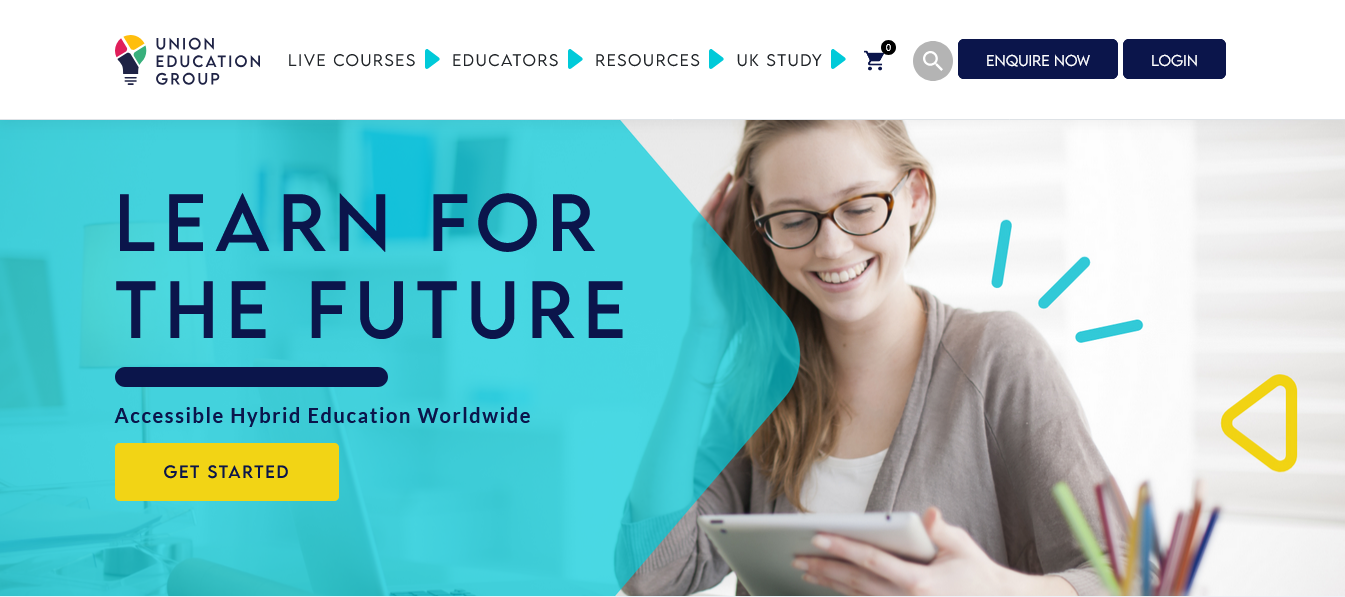 UNION
EDUCATION
GROUP
LIVE COURSES
EDUCATORS
RESOURCES
UK STUDY
0
ENQUIRE NOW
LOGIN
LEARN FOR
THE FUTURE
Accessible Hybrid Education Worldwide
GET STARTED